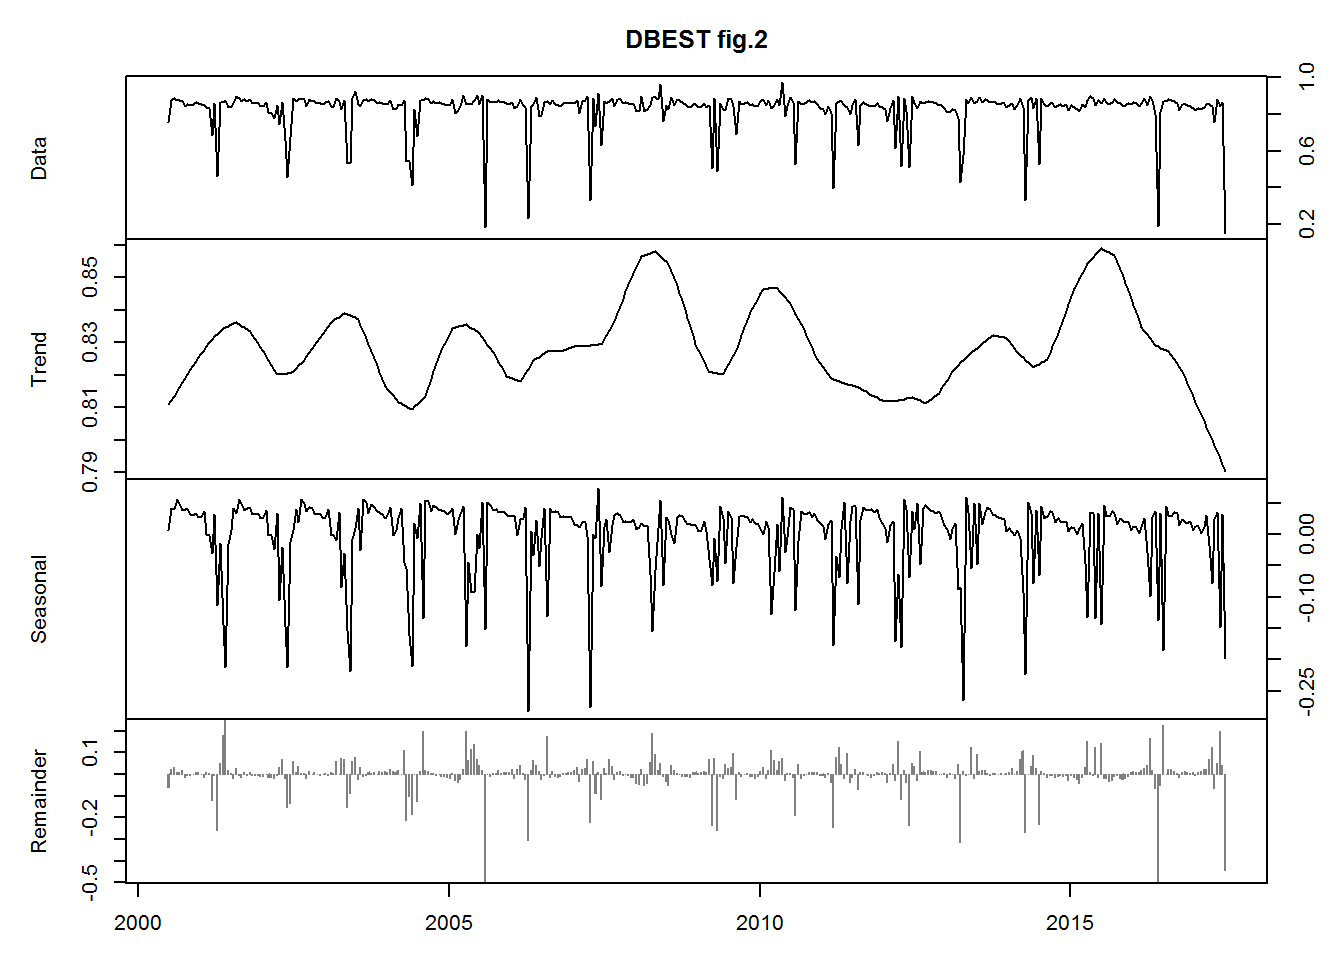 DBEST fig.2
Data
0.2 0.6 1.0
Trend
0.79 0.81 0.83 0.85
Seasonal
-0.25 -0.10 0.00
Remainder
-0.5 -0.2 0.1
2000 2005 2010 2015